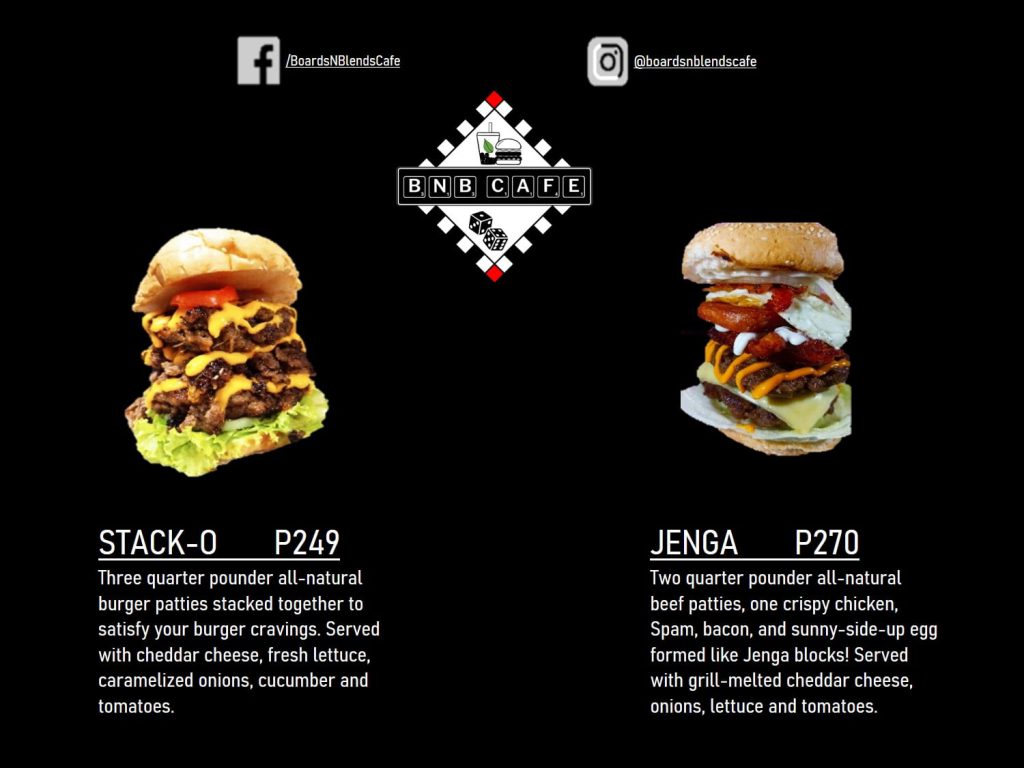 /BoardsNBlendsCafe
@boardsnblendscafe
BNB CAFE
STACK-O P249
Three quarter pounder all-natural
burger patties stacked together to
satisfy your burger cravings. Served
with cheddar cheese, fresh lettuce,
caramelized onions, cucumber and
tomatoes.
JENGA P270
Two quarter pounder all-natural
beef patties, one crispy chicken,
Spam, bacon, and sunny-side-up egg
formed like Jenga blocks! Served
with grill-melted cheddar cheese,
onions, lettuce and tomatoes.